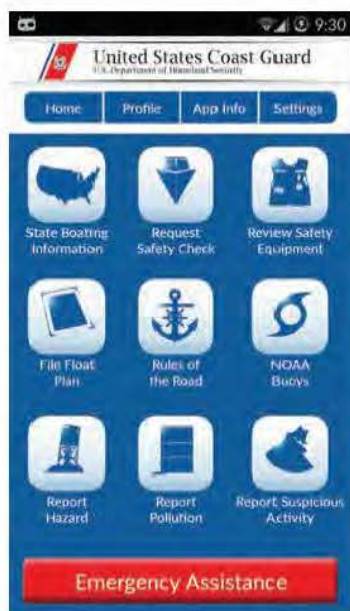 9:30
United States Coast Guard
U.S. Department of Homeland Security
Home Profile App Info Settings
State Boating
Information
Request
Safety Check
Review Safety
Equipment
File Float
Plan
Rules of
the Road
NOAA
Buoys
Report
Hazard
Report
Pollution
Report Suspicious
Activity
Emergency Assistance